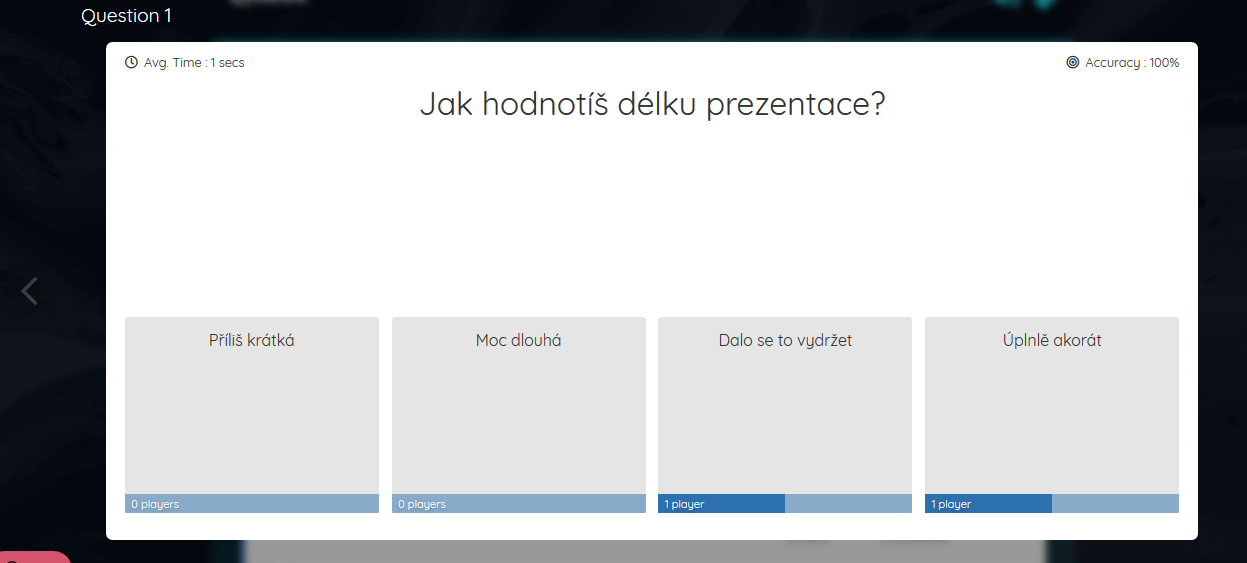 Question 1
Avg. Time : 1 secs
Accuracy : 100%
Jak hodnotíš délku prezentace?
Příliš krátká
Moc dlouhá
Dalo se to vydržet
Úplnlě akorát
0 players
0 players
1 player
1 player